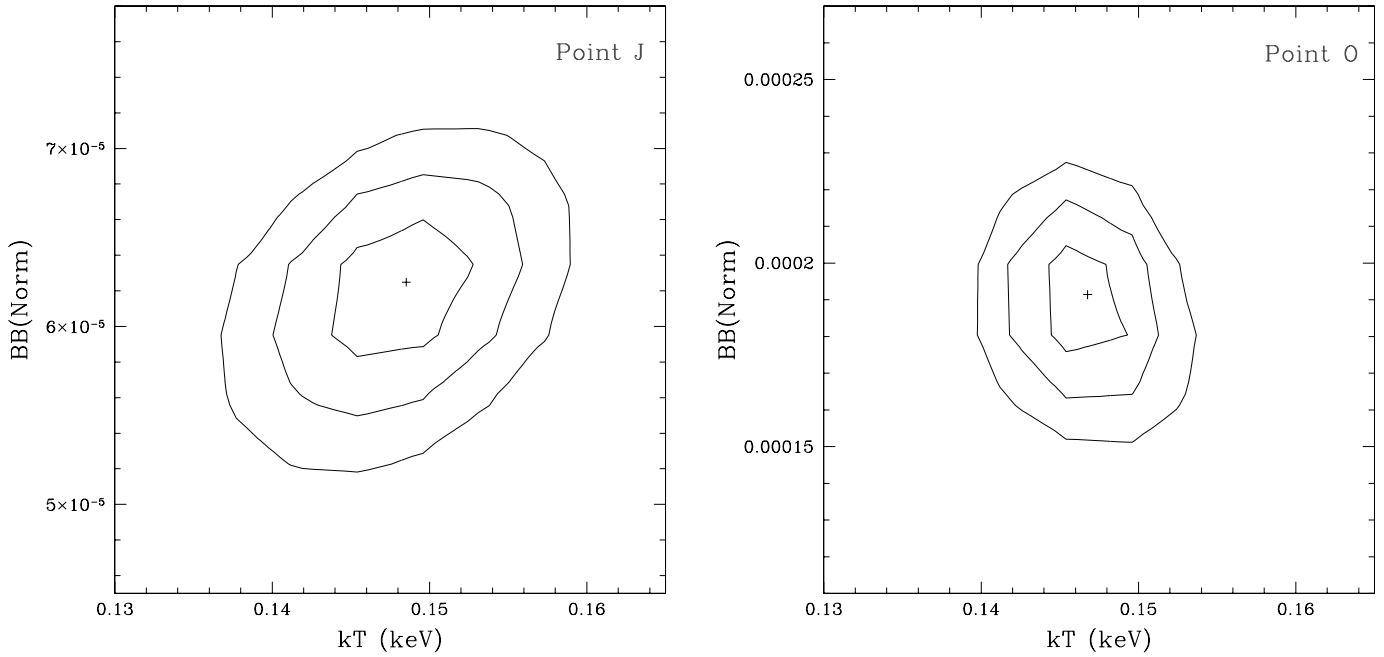 Point J
7×10⁻⁵
6×10⁻⁵
5×10⁻⁵
BB(Norm)
0.13 0.14 0.15 0.16
kT (keV)
Point O
0.00025
0.0002
0.00015
BB(Norm)
0.13 0.14 0.15 0.16
kT (keV)